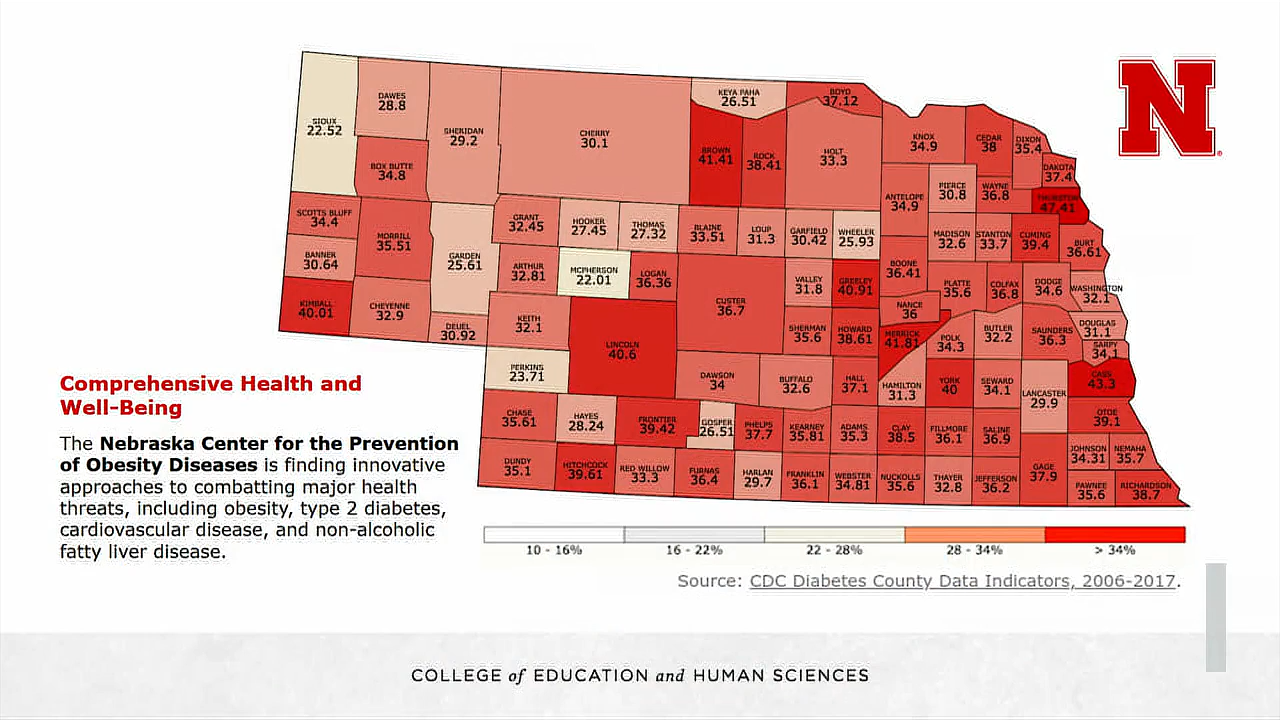 N
SIOUX
22.52
DAWES
28.8
SHERIDAN
29.2
CHERRY
30.1
KEYA PAHA
26.51
BOYD
37.12
BOX BUTTE
34.8
BROWN
41.41
ROCK
38.41
HOLT
33.3
KNOX
34.9
CEDAR
38
DIXON
35.4
DAKOTA
37.4
ANTELOPE
34.9
PIERCE
30.8
WAYNE
36.8
THURSTON
47.41
SCOTTS BLUFF
34.4
MORRILL
35.51
GARDEN
25.61
GRANT
32.45
HOOKER
27.45
THOMAS
27.32
BLAINE
33.51
LOUP
31.3
GARFIELD
30.42
WHEELER
25.93
MADISON
32.6
STANTON
33.7
CUMING
39.4
BURT
36.61
BANNER
30.64
ARTHUR
32.81
MCPHERSON
22.01
LOGAN
36.36
CUSTER
36.7
VALLEY
31.8
GREELEY
40.91
BOONE
36.41
PLATTE
35.6
COLFAX
36.8
DODGE
34.6
WASHINGTON
32.1
KIMBALL
40.01
CHEYENNE
32.9
DEUEL
30.92
KEITH
32.1
LINCOLN
40.6
SHERMAN
35.6
HOWARD
38.61
NANCE
36
MERRICK
41.81
POLK
34.3
BUTLER
32.2
SAUNDERS
36.3
DOUGLAS
31.1
SARPY
34.1
PERKINS
23.71
DAWSON
34
BUFFALO
32.6
HALL
37.1
HAMILTON
31.3
YORK
40
SEWARD
34.1
LANCASTER
29.9
CASS
43.3
CHASE
35.61
HAYES
28.24
FRONTIER
39.42
GOSPER
26.51
PHELPS
37.7
KEARNEY
35.81
ADAMS
35.3
CLAY
38.5
FILLMORE
36.1
SALINE
36.9
OTOE
39.1
DUNDY
35.1
HITCHCOCK
39.61
RED WILLOW
33.3
FURNAS
36.4
HARLAN
29.7
FRANKLIN
36.1
WEBSTER
34.81
NUCKOLLS
35.6
THAYER
32.8
JEFFERSON
36.2
GAGE
37.9
JOHNSON
34.31
NEMAHA
35.7
PAWNEE
35.6
RICHARDSON
38.7
Comprehensive Health and
Well-Being
The Nebraska Center for the Prevention
of Obesity Diseases is finding innovative
approaches to combatting major health
threats, including obesity, type 2 diabetes,
cardiovascular disease, and non-alcoholic
fatty liver disease.
10 - 16% 16 - 22% 22 - 28% 28 - 34% > 34%
Source: CDC Diabetes County Data Indicators, 2006-2017.
COLLEGE of EDUCATION and HUMAN SCIENCES